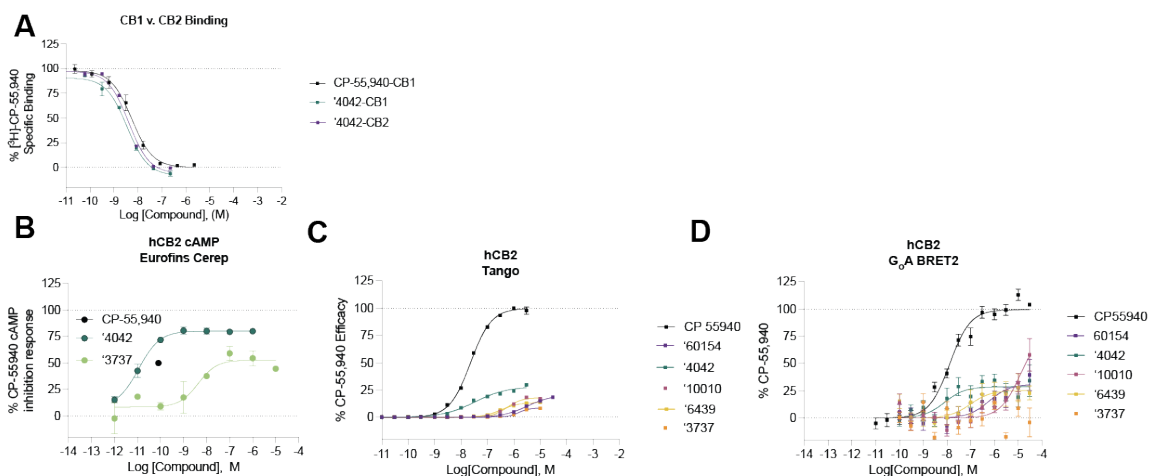 A
CB1 v. CB2 Binding
% [³H]-CP-55,940
Specific Binding
125
100
75
50
25
0
-11 -10 -9 -8 -7 -6 -5 -4 -3 -2
Log [Compound], (M)
CP-55,940-CB1
'4042-CB1
'4042-CB2
B
hCB2 cAMP
Eurofins Cerep
% CP-55940 cAMP
inhibition response
125
100
75
50
25
0
CP-55,940
'4042
'3737
-14 -13 -12 -11 -10 -9 -8 -7 -6 -5 -4
Log [Compound], M
C
hCB2
Tango
% CP-55,940 Efficacy
125
100
75
50
25
0
-11 -10 -9 -8 -7 -6 -5 -4 -3 -2 -1
Log[Compound], M
CP 55940
'60154
'4042
'10010
'6439
'3737
D
hCB2
GₒA BRET2
% CP-55,940
125
100
75
50
25
0
-14 -13 -12 -11 -10 -9 -8 -7 -6 -5 -4
Log[Compound], M
CP55940
60154
'4042
'10010
'6439
'3737